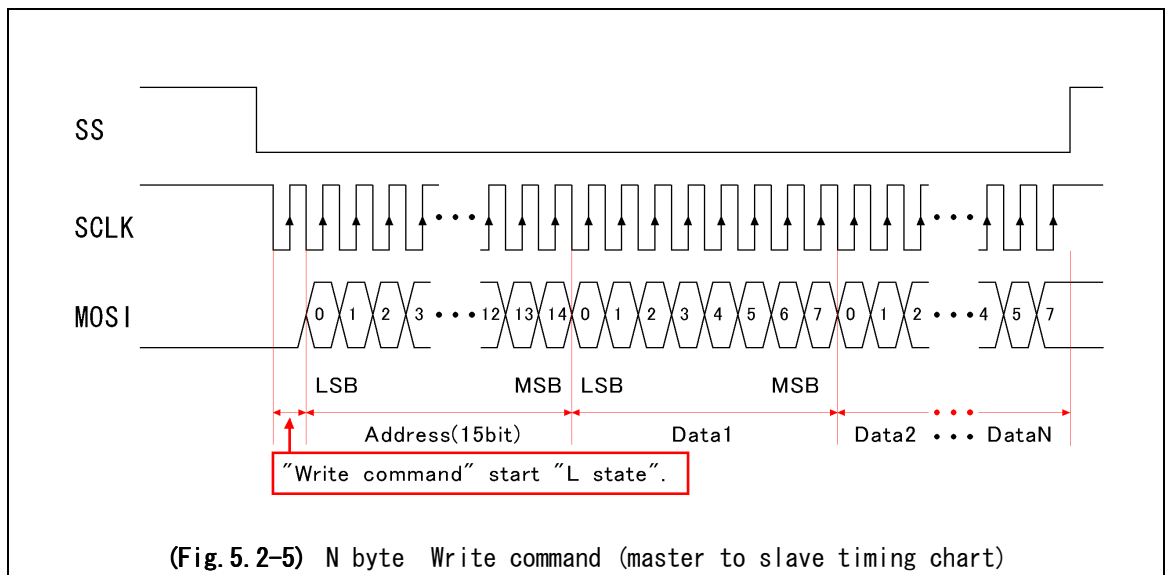 SS
SCLK
• • •
• • •
MOSI
0 1 2 3 • • • 12 13 14 0 1 2 3 4 5 6 7 0 1 2 • • • 4 5 7
LSB MSB LSB MSB
• • •
Address(15bit) Data1 Data2 • • • DataN
"Write command" start "L state".
(Fig. 5.2-5) N byte Write command (master to slave timing chart)